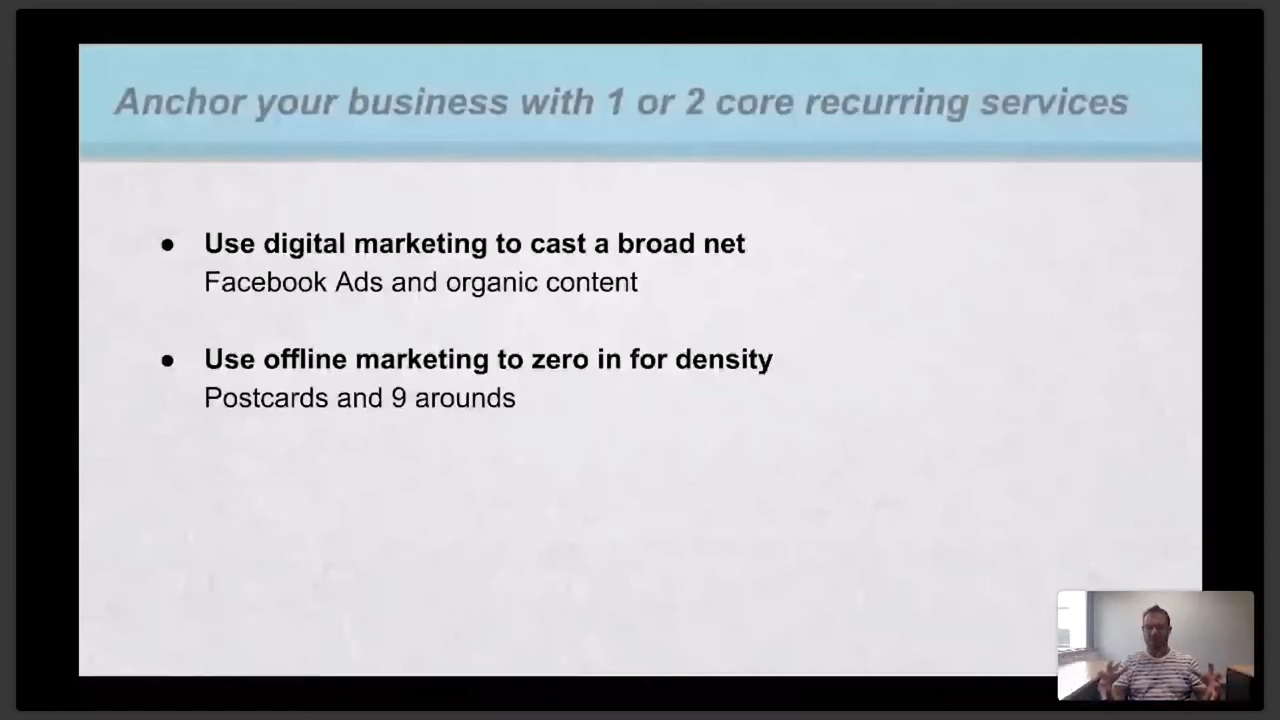 Anchor your business with 1 or 2 core recurring services
● Use digital marketing to cast a broad net
Facebook Ads and organic content
● Use offline marketing to zero in for density
Postcards and 9 arounds